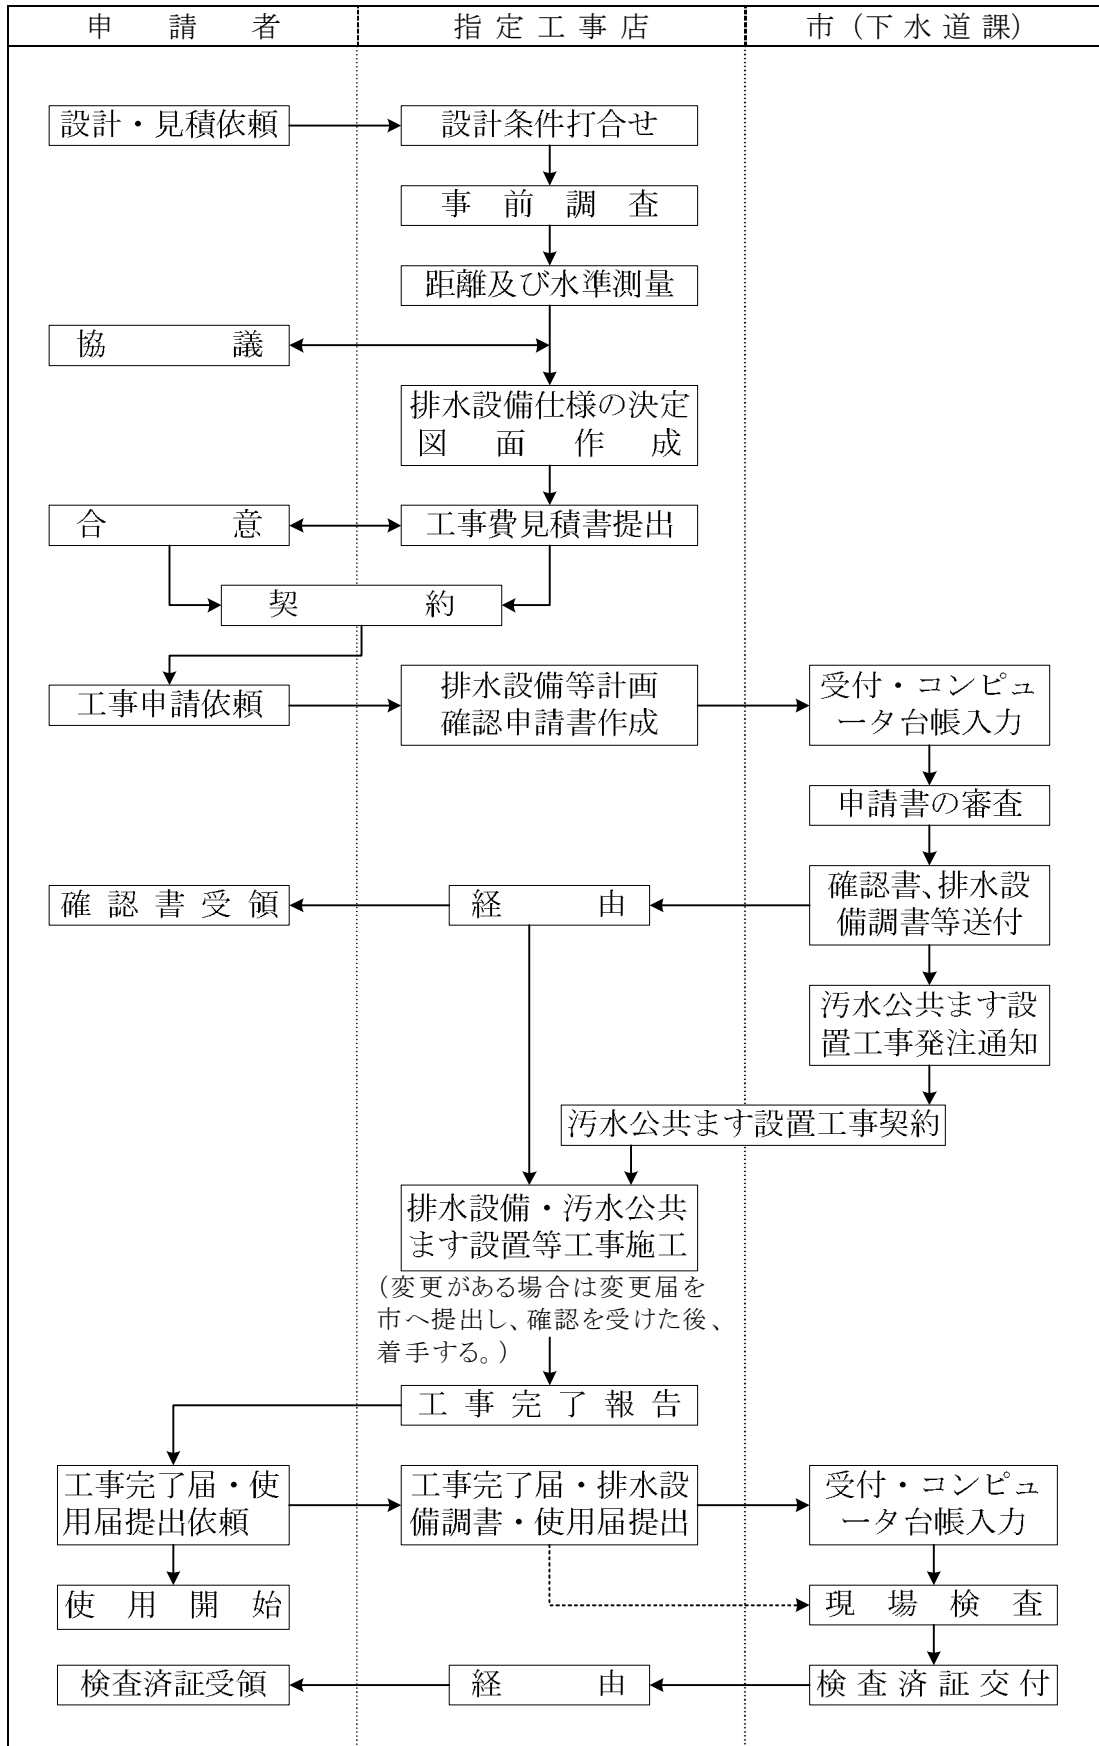 申請者
指定工事店
市（下水道課）
設計・見積依頼
設計条件打合せ
事前調査
距離及び水準測量
協議
排水設備仕様の決定
図面作成
合意
工事費見積書提出
契約
工事申請依頼
排水設備等計画
確認申請書作成
受付・コンピュ
ータ台帳入力
申請書の審査
確認書受領
経由
確認書、排水設
備調書等送付
汚水公共ます設
置工事発注通知
汚水公共ます設置工事契約
排水設備・汚水公共
ます設置等工事施工
（変更がある場合は変更届を
市へ提出し、確認を受けた後、
着手する。）
工事完了報告
工事完了届・使
用届提出依頼
工事完了届・排水設
備調書・使用届提出
受付・コンピュ
ータ台帳入力
使用開始
現場検査
検査済証受領
経由
検査済証交付